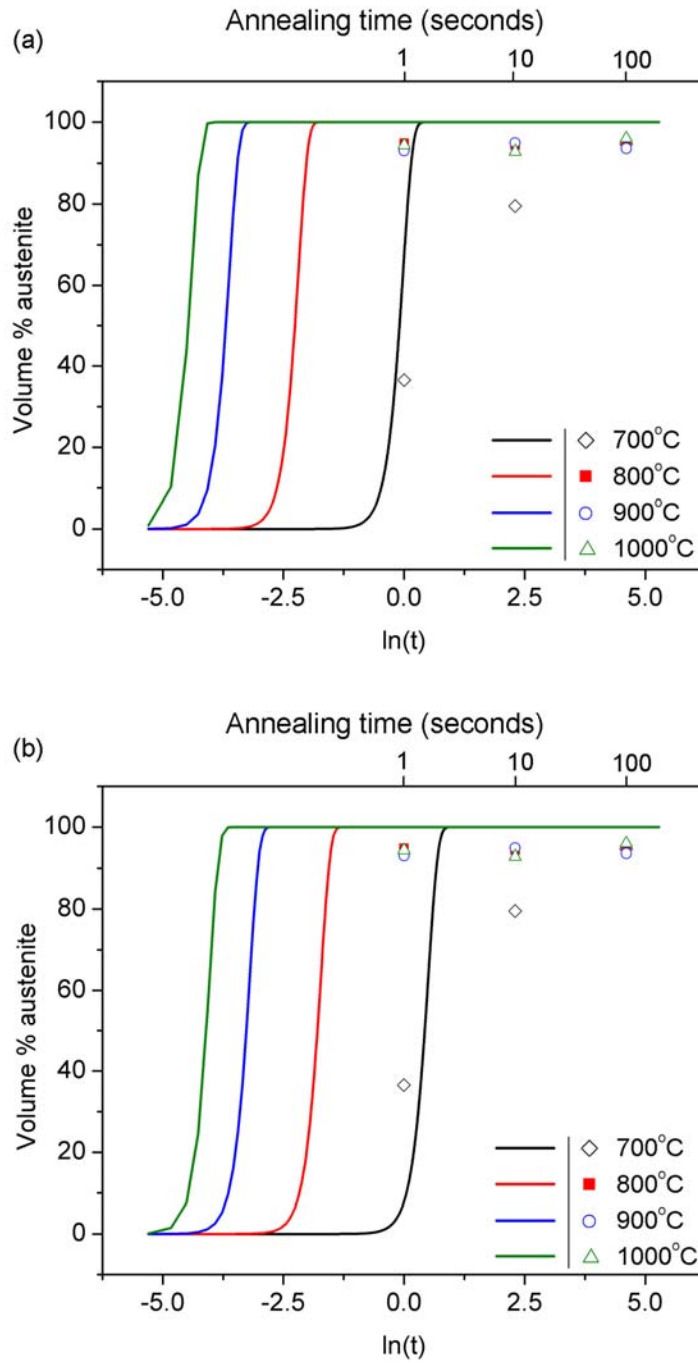 Annealing time (seconds)
(a)
1 10 100
100
80
60
40
20
0
Volume % austenite
700°C
800°C
900°C
1000°C
-5.0 -2.5 0.0 2.5 5.0
ln(t)
Annealing time (seconds)
(b)
1 10 100
100
80
60
40
20
0
Volume % austenite
700°C
800°C
900°C
1000°C
-5.0 -2.5 0.0 2.5 5.0
ln(t)